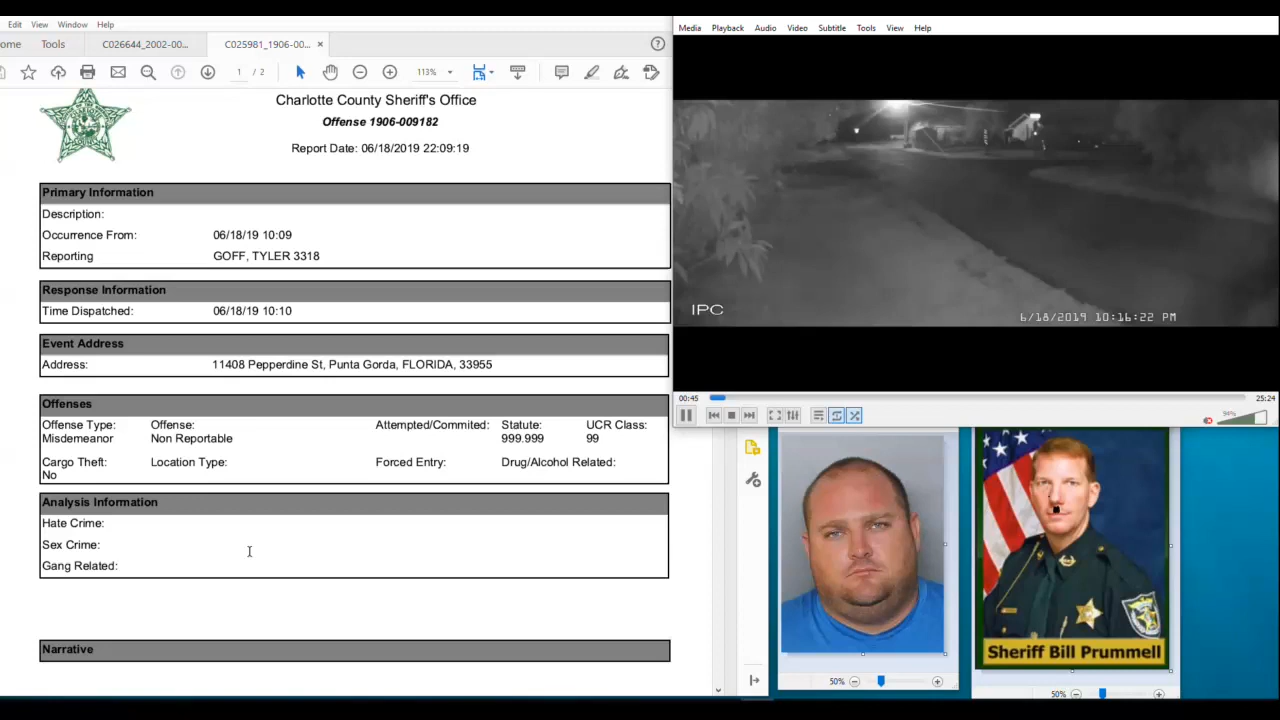 Edit View Window Help
ome Tools C026644_2002-00... C025981_1906-00... ×
1 / 2 113%
Charlotte County Sheriff's Office
Offense 1906-009182
Report Date: 06/18/2019 22:09:19
Primary Information
Description:
Occurrence From: 06/18/19 10:09
Reporting GOFF, TYLER 3318
Response Information
Time Dispatched: 06/18/19 10:10
Event Address
Address: 11408 Pepperdine St, Punta Gorda, FLORIDA, 33955
Offenses
Offense Type: Offense: Attempted/Commited: Statute: UCR Class:
Misdemeanor Non Reportable 999.999 99
Cargo Theft: Location Type: Forced Entry: Drug/Alcohol Related:
No
Analysis Information
Hate Crime:
Sex Crime:
Gang Related:
Narrative
Media Playback Audio Video Subtitle Tools View Help
IPC
6/18/2019 10:16:22 PM
00:45 25:24
94%
Sheriff Bill Prummell
50%
50%